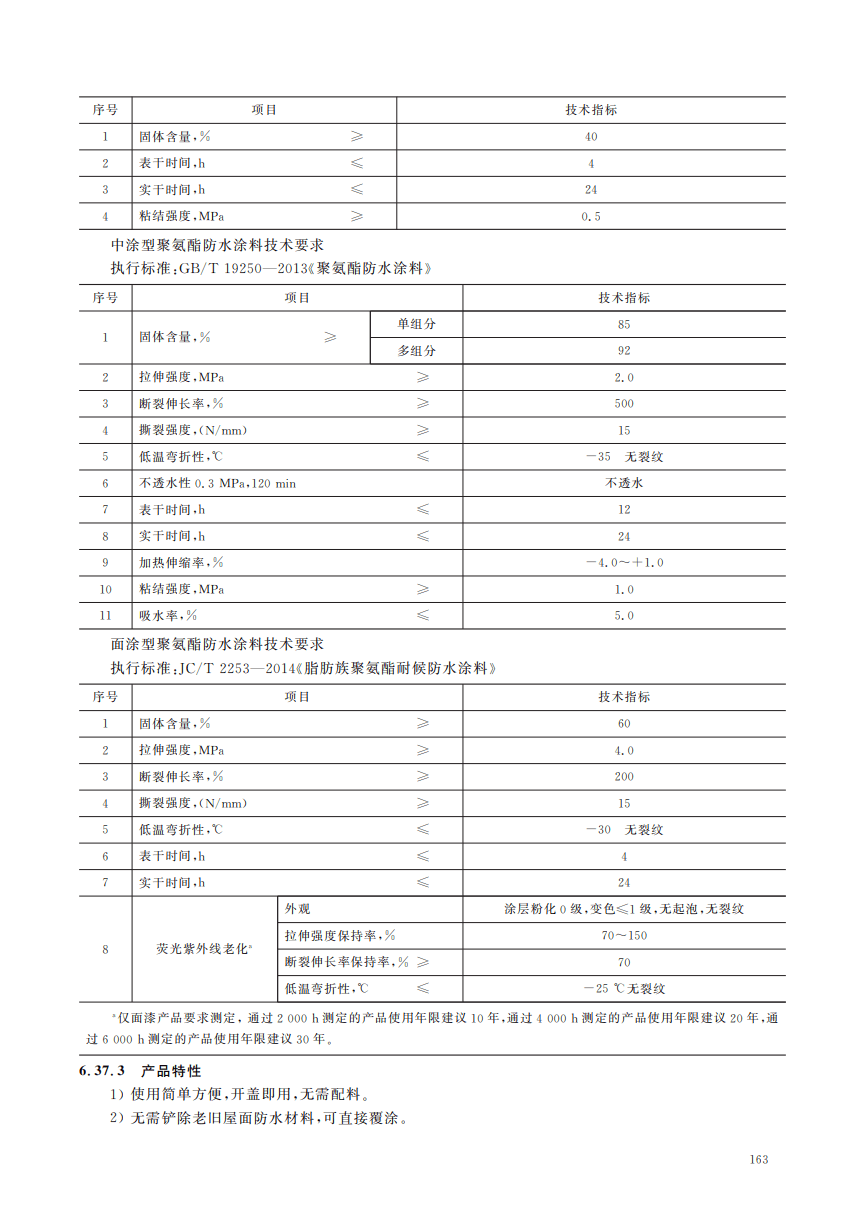 序号 项目 技术指标
1 固体含量,% ≥ 40
2 表干时间,h ≤ 4
3 实干时间,h ≤ 24
4 粘结强度,MPa ≥ 0.5
中涂型聚氨酯防水涂料技术要求
执行标准:GB/T 19250—2013《聚氨酯防水涂料》
序号 项目 技术指标
1 固体含量,% ≥ 单组分 85
多组分 92
2 拉伸强度,MPa ≥ 2.0
3 断裂伸长率,% ≥ 500
4 撕裂强度,(N/mm) ≥ 15
5 低温弯折性,℃ ≤ －35 无裂纹
6 不透水性 0.3 MPa,120 min 不透水
7 表干时间,h ≤ 12
8 实干时间,h ≤ 24
9 加热伸缩率,% －4.0～＋1.0
10 粘结强度,MPa ≥ 1.0
11 吸水率,% ≤ 5.0
面涂型聚氨酯防水涂料技术要求
执行标准:JC/T 2253—2014《脂肪族聚氨酯耐候防水涂料》
序号 项目 技术指标
1 固体含量,% ≥ 60
2 拉伸强度,MPa ≥ 4.0
3 断裂伸长率,% ≥ 200
4 撕裂强度,(N/mm) ≥ 15
5 低温弯折性,℃ ≤ －30 无裂纹
6 表干时间,h ≤ 4
7 实干时间,h ≤ 24
8 荧光紫外线老化ᵃ 外观 涂层粉化 0 级,变色≤1 级,无起泡,无裂纹
拉伸强度保持率,% 70～150
断裂伸长率保持率,% ≥ 70
低温弯折性,℃ ≤ －25 ℃无裂纹
ᵃ仅面漆产品要求测定，通过 2 000 h 测定的产品使用年限建议 10 年,通过 4 000 h 测定的产品使用年限建议 20 年,通
过 6 000 h 测定的产品使用年限建议 30 年。
6.37.3 产品特性
1) 使用简单方便,开盖即用,无需配料。
2) 无需铲除老旧屋面防水材料,可直接覆涂。
163